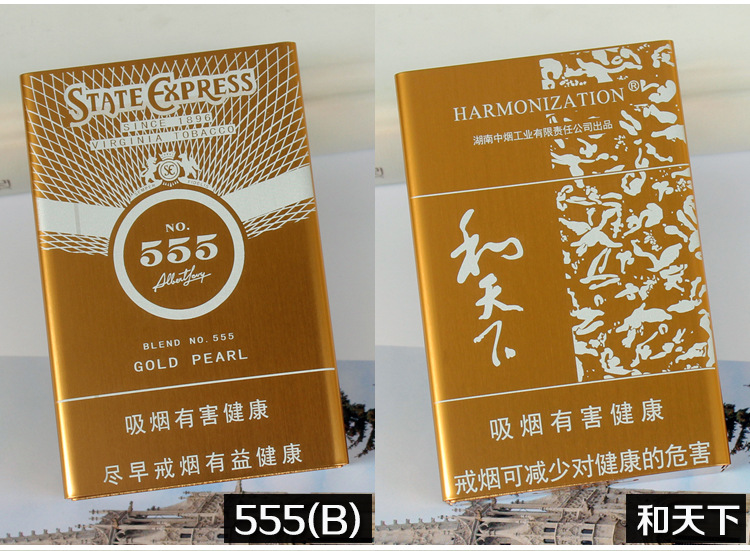 STATE EXPRESS
SINCE 1896
VIRGINIA TOBACCO
NO.
555
Albert Levy
BLEND NO. 555
GOLD PEARL
吸烟有害健康
尽早戒烟有益健康
555(B)
HARMONIZATION®
湖南中烟工业有限责任公司出品
和天下
吸烟有害健康
戒烟可减少对健康的危害
和天下